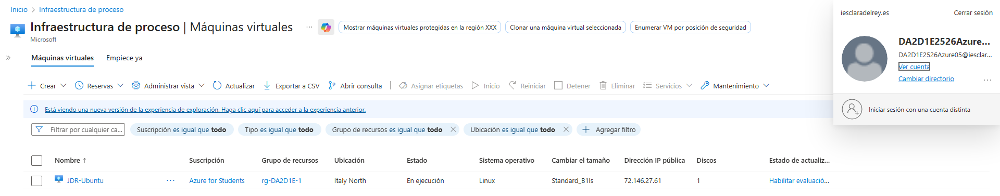 Inicio > Infraestructura de proceso
Infraestructura de proceso | Máquinas virtuales ... Mostrar máquinas virtuales protegidas en la región XXX Clonar una máquina virtual seleccionada Enumerar VM por posición de seguridad
Microsoft
Máquinas virtuales Empiece ya
Crear Reservas Administrar vista Actualizar Exportar a CSV Abrir consulta Asignar etiquetas Inicio Reiniciar Detener Eliminar Servicios Mantenimiento
Está viendo una nueva versión de la experiencia de exploración. Haga clic aquí para acceder a la experiencia anterior.
Filtrar por cualquier ca... Suscripción es igual que todo Tipo es igual que todo Grupo de recursos es igual que todo Ubicación es igual que todo Agregar filtro
Nombre ↑ Suscripción Grupo de recursos Ubicación Estado Sistema operativo Cambiar el tamaño Dirección IP pública Discos Estado de actualiz...
JDR-Ubuntu ... Azure for Students rg-DA2D1E-1 Italy North En ejecución Linux Standard_B1ls 72.146.27.61 1 Habilitar evaluació...
iesclaradelrey.es Cerrar sesión
DA2D1E2526Azure...
DA2D1E2526Azure05@iesclar...
Ver cuenta
Cambiar directorio ...
Iniciar sesión con una cuenta distinta